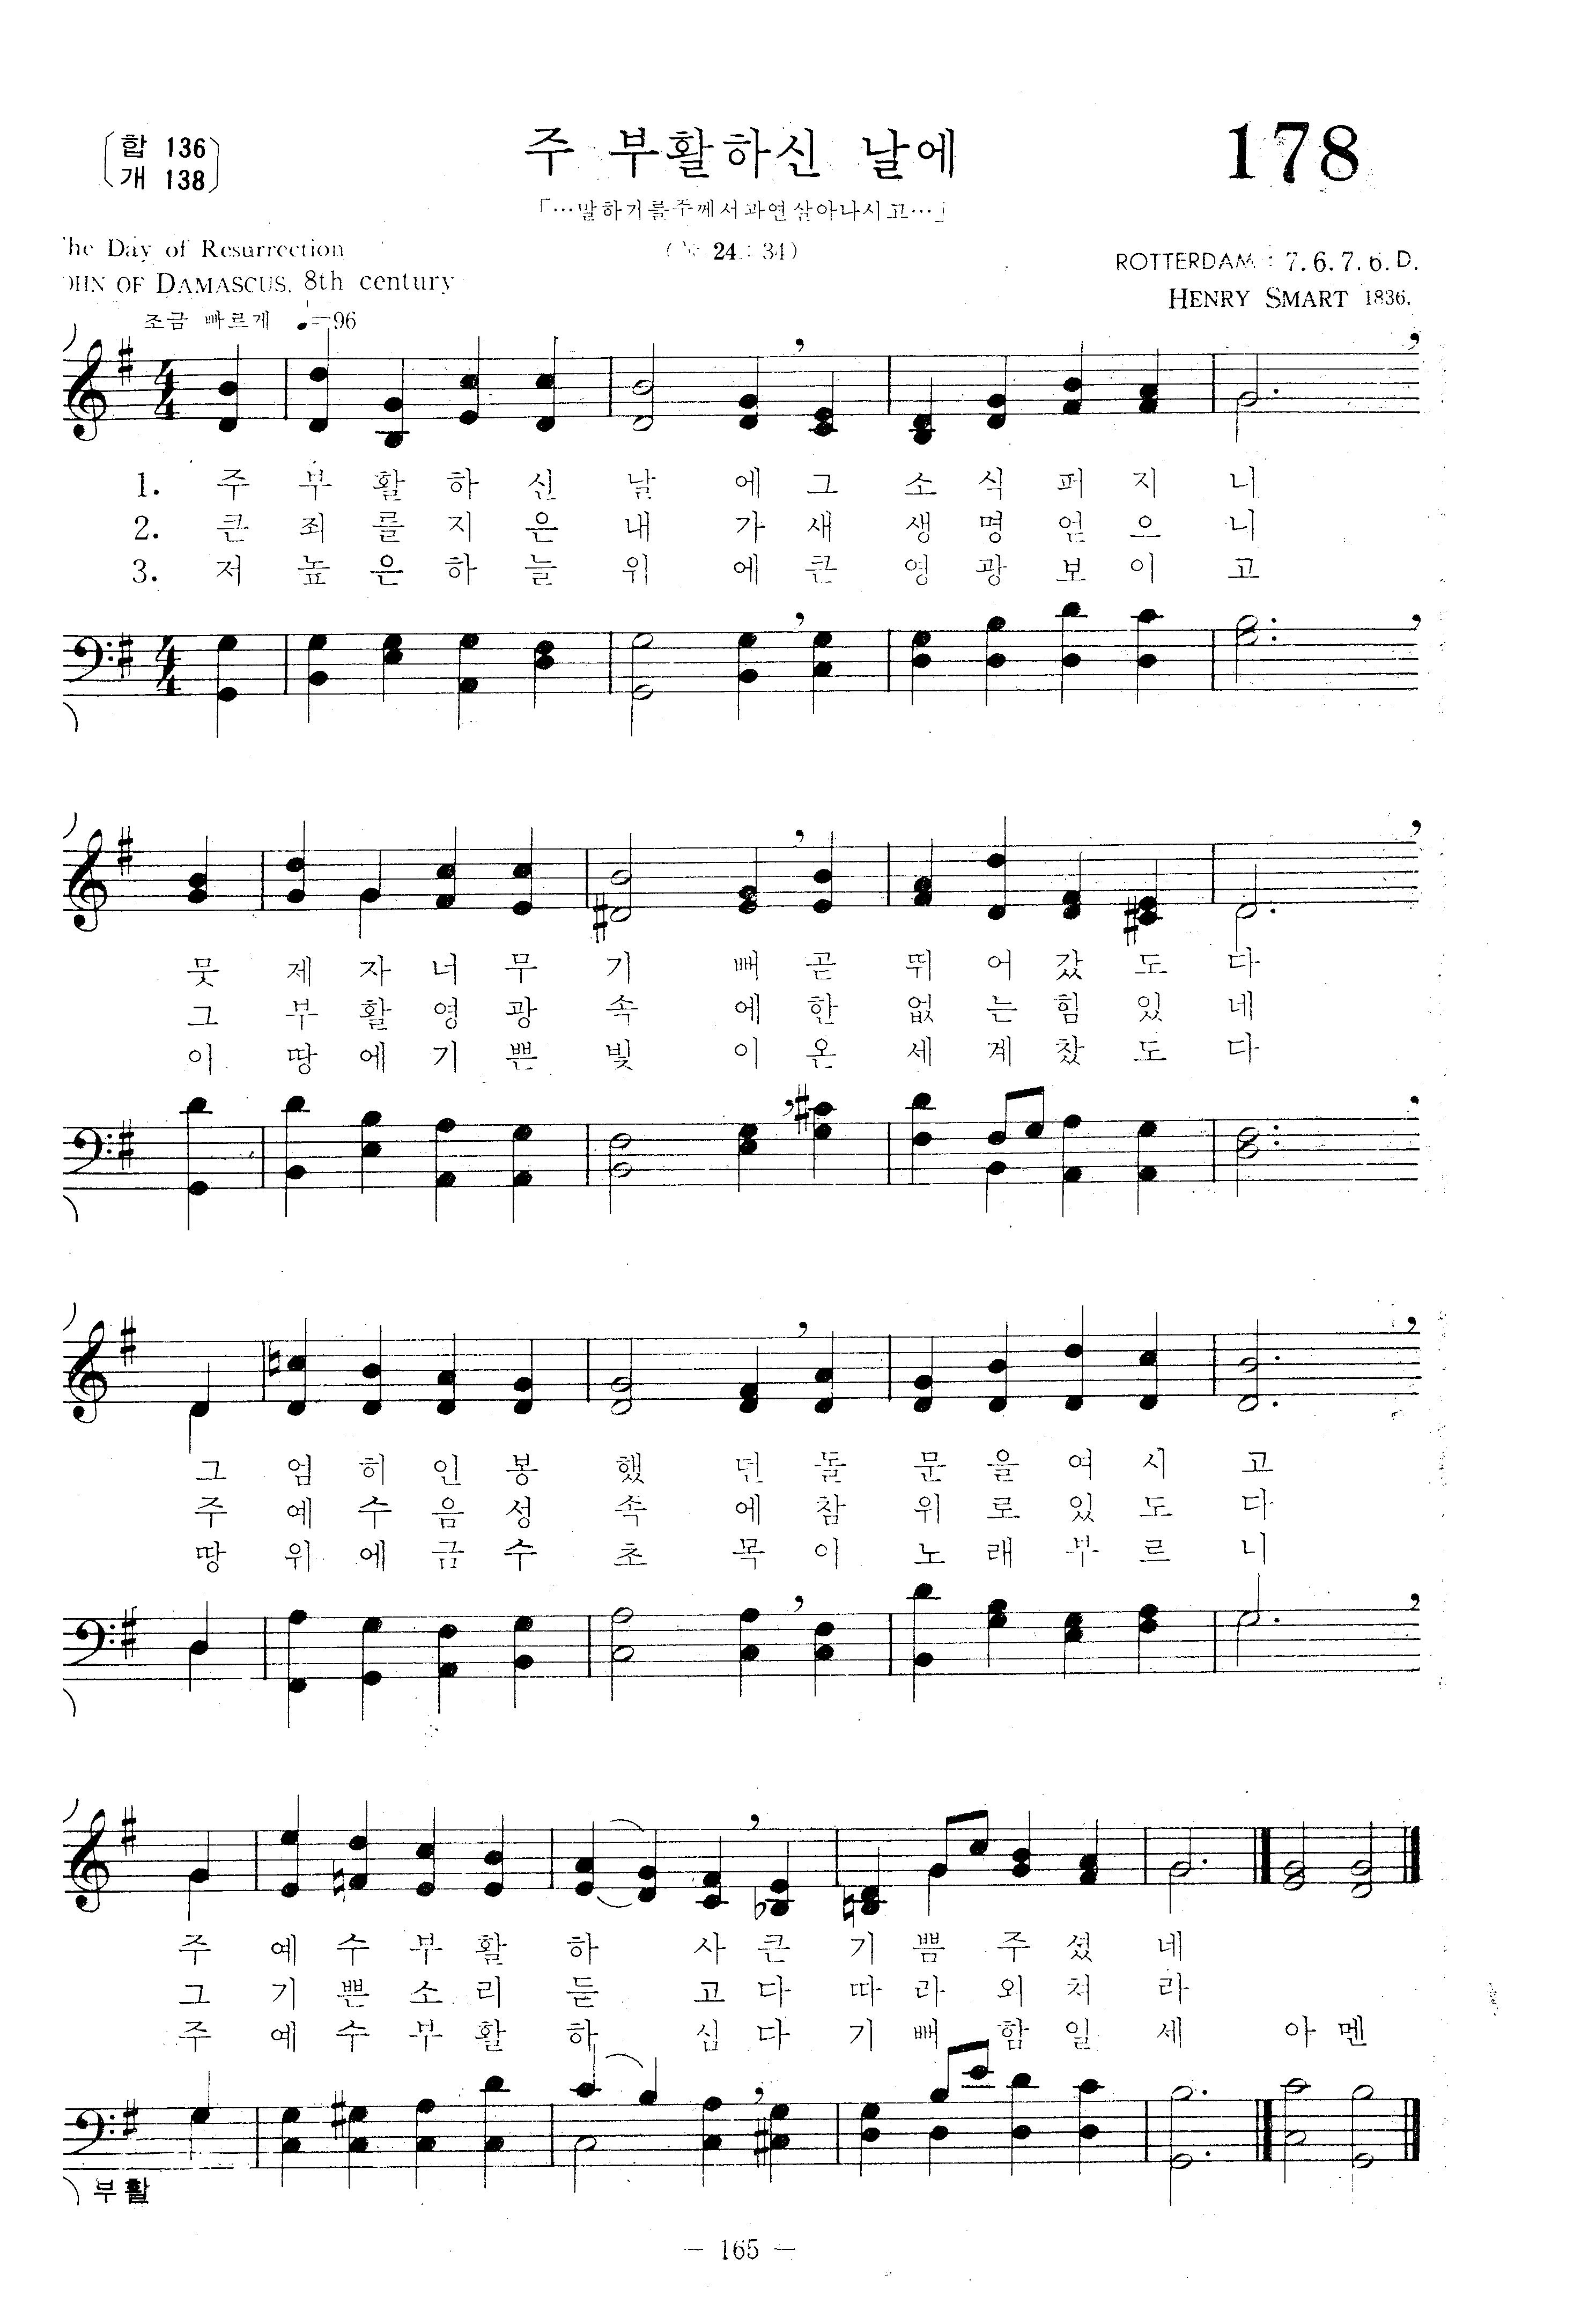 합 136
개 138
주 부활하신 날에
178
「…말하기를주께서과연살아나시고…」
24 : 34)
he Day of Resurrection
OHN OF DAMASCUS. 8th century
ROTTERDAM : 7.6.7.6.D.
HENRY SMART 1836.
조금 빠르게 ♩=96
1. 주 부 활 하 신 날 에 그 소 식 퍼 지 니
2. 큰 죄 를 지 은 내 가 새 생 명 얻 으 니
3. 저 높 은 하 늘 위 에 큰 영 광 보 이 고
뭇 제 자 너 무 기 뻐 곧 뛰 어 갔 도 다
그 부 활 영 광 속 에 한 없 는 힘 있 네
이 땅 에 기 쁜 빛 이 온 세 계 찼 도 다
그 엄 히 인 봉 했 던 돌 문 을 여 시 고
주 예 수 음 성 속 에 참 위 로 있 도 다
땅 위 에 금 수 초 목 이 노 래 부 르 니
주 예 수 부 활 하 사 큰 기 쁨 주 셨 네
그 기 쁜 소 리 듣 고 다 따 라 외 쳐 라
주 예 수 부 활 하 심 다 기 뻐 함 일 세 아 멘
부활
— 165 —